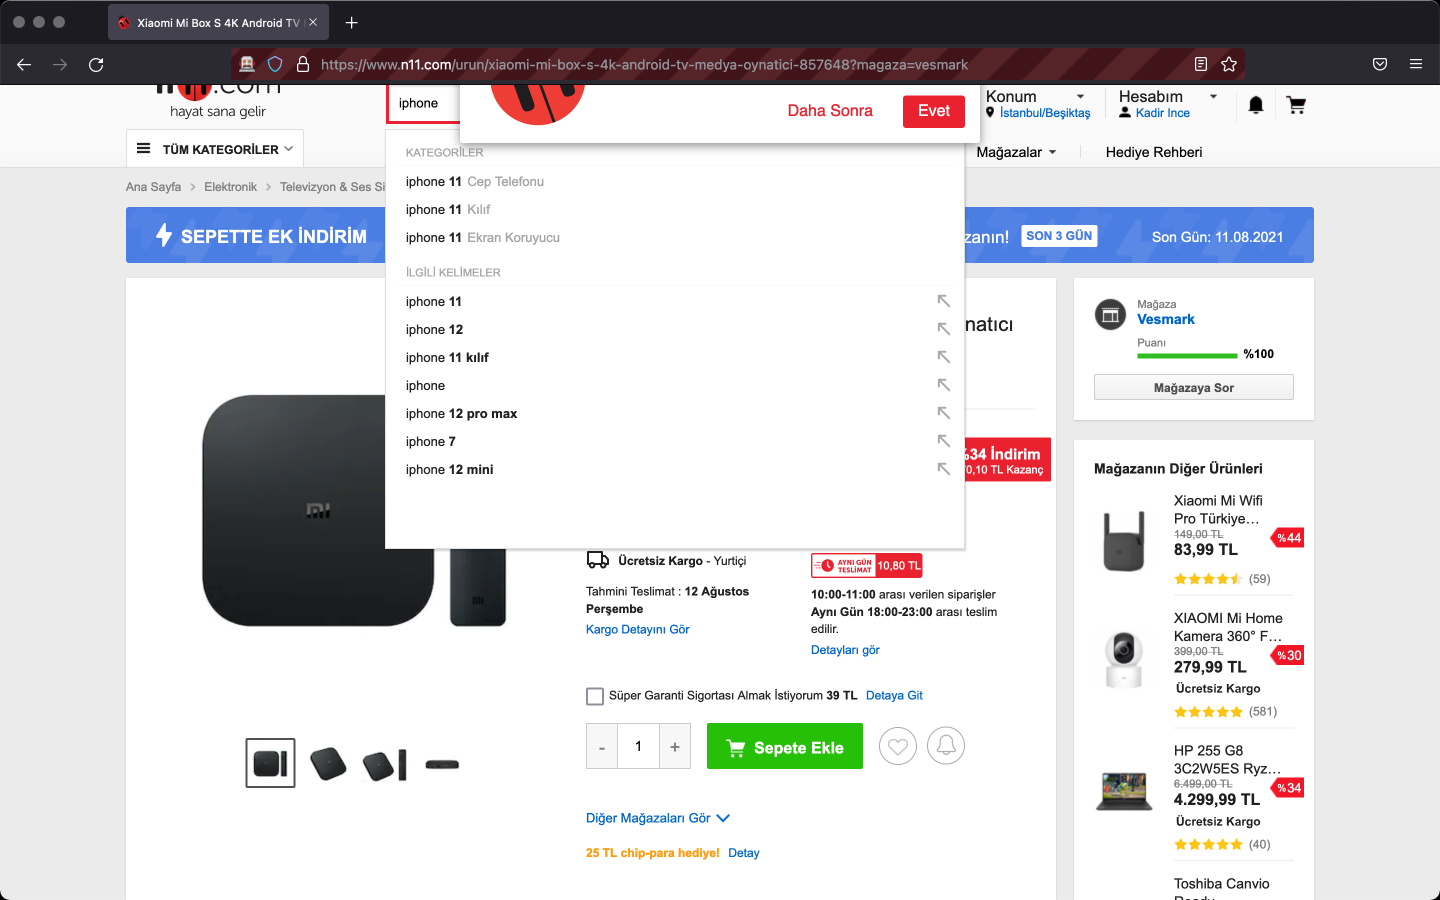 Xiaomi Mi Box S 4K Android TV
https://www.n11.com/urun/xiaomi-mi-box-s-4k-android-tv-medya-oynatici-857648?magaza=vesmark
.com
hayat sana gelir
iphone
Daha Sonra
Evet
Konum
İstanbul/Beşiktaş
Hesabım
Kadir Ince
TÜM KATEGORİLER
Mağazalar
Hediye Rehberi
Ana Sayfa > Elektronik > Televizyon & Ses Si
KATEGORİLER
iphone 11 Cep Telefonu
iphone 11 Kılıf
iphone 11 Ekran Koruyucu
İLGİLİ KELİMELER
iphone 11
iphone 12
iphone 11 kılıf
iphone
iphone 12 pro max
iphone 7
iphone 12 mini
SEPETTE EK İNDİRİM
zanın!
SON 3 GÜN
Son Gün: 11.08.2021
natıcı
%34 İndirim
0,10 TL Kazanç
mi
mi
Ücretsiz Kargo - Yurtiçi
Tahmini Teslimat : 12 Ağustos
Perşembe
Kargo Detayını Gör
AYNI GÜN
TESLİMAT
10,80 TL
10:00-11:00 arası verilen siparişler
Aynı Gün 18:00-23:00 arası teslim
edilir.
Detayları gör
Süper Garanti Sigortası Almak İstiyorum 39 TL Detaya Git
- 1 +
Sepete Ekle
Diğer Mağazaları Gör
25 TL chip-para hediye! Detay
Mağaza
Vesmark
Puanı
%100
Mağazaya Sor
Mağazanın Diğer Ürünleri
Xiaomi Mi Wifi
Pro Türkiye...
149,00 TL
83,99 TL
%44
(59)
XIAOMI Mi Home
Kamera 360° F...
399,00 TL
279,99 TL
%30
Ücretsiz Kargo
(581)
HP 255 G8
3C2W5ES Ryz...
6.499,00 TL
4.299,99 TL
%34
Ücretsiz Kargo
(40)
Toshiba Canvio
Ready